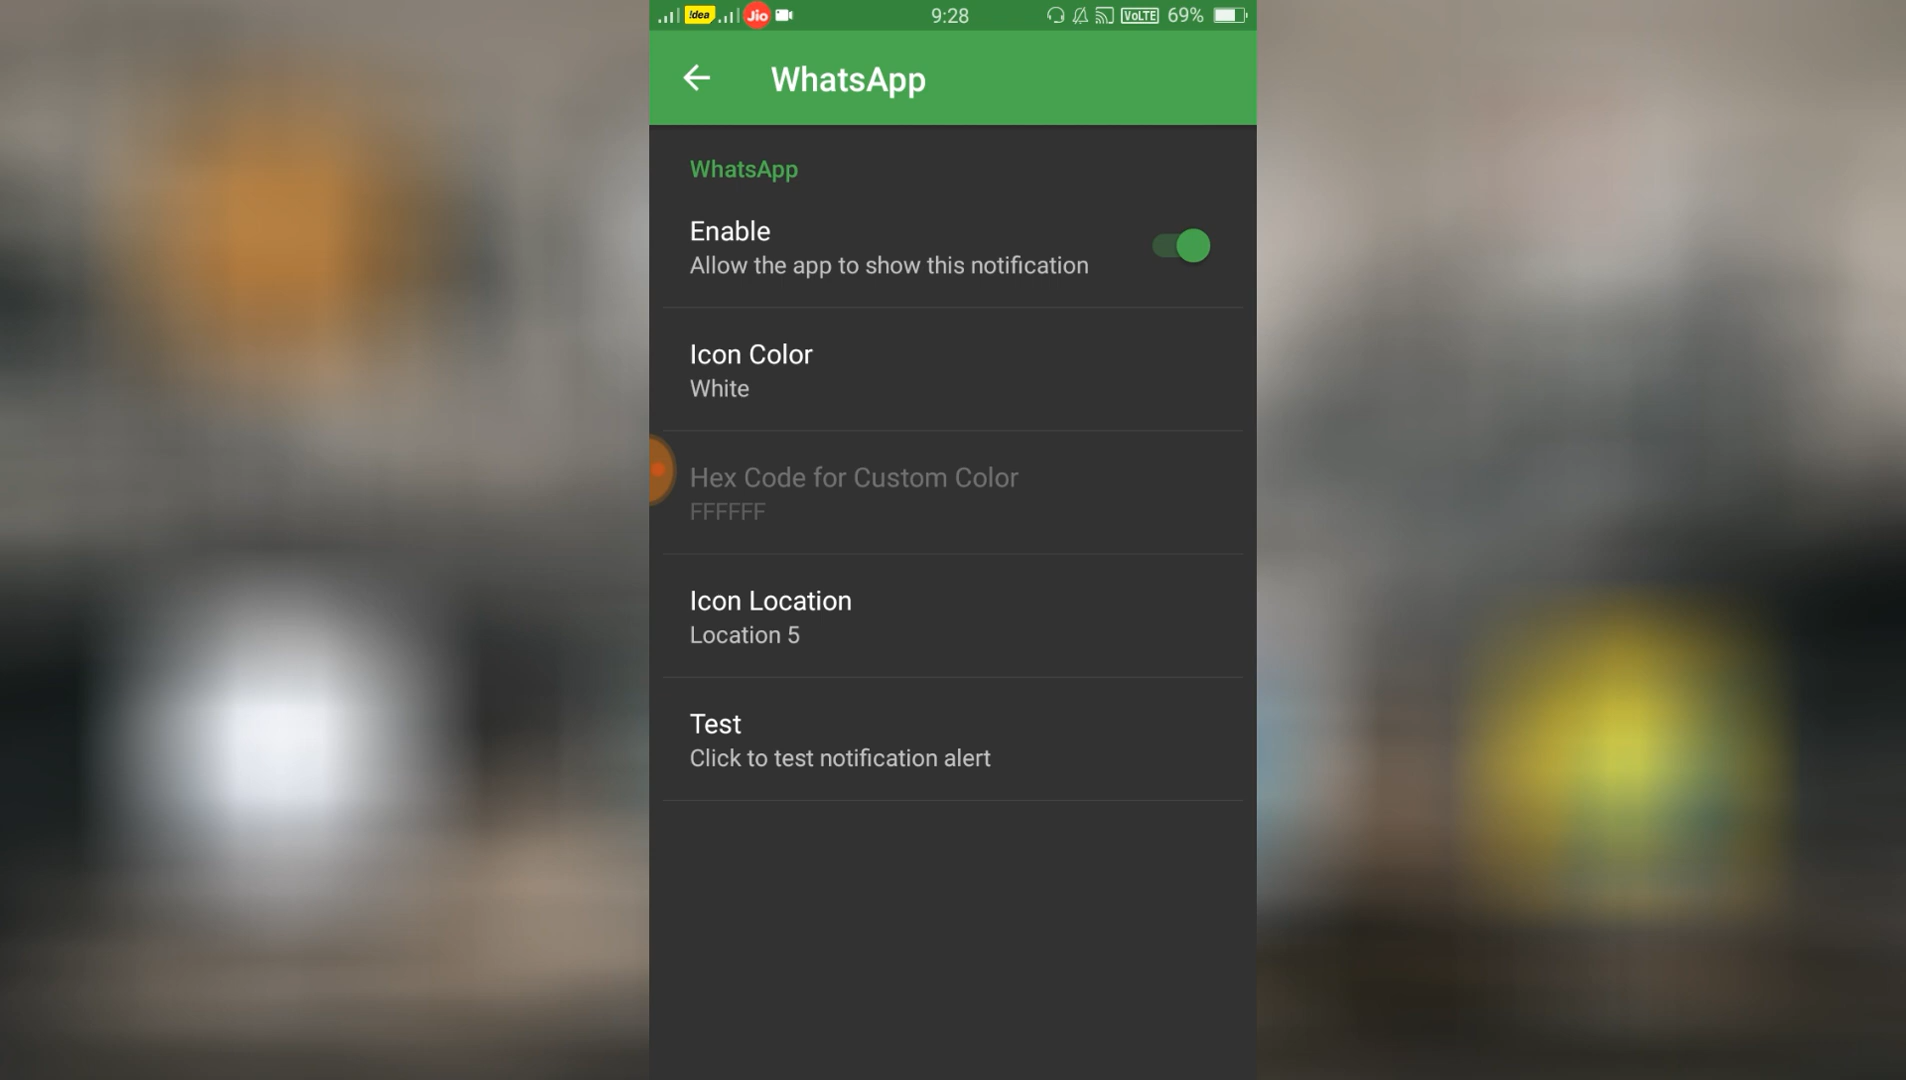 !dea Jio 9:28 VoLTE 69%
WhatsApp
WhatsApp
Enable
Allow the app to show this notification
Icon Color
White
Hex Code for Custom Color
FFFFFF
Icon Location
Location 5
Test
Click to test notification alert